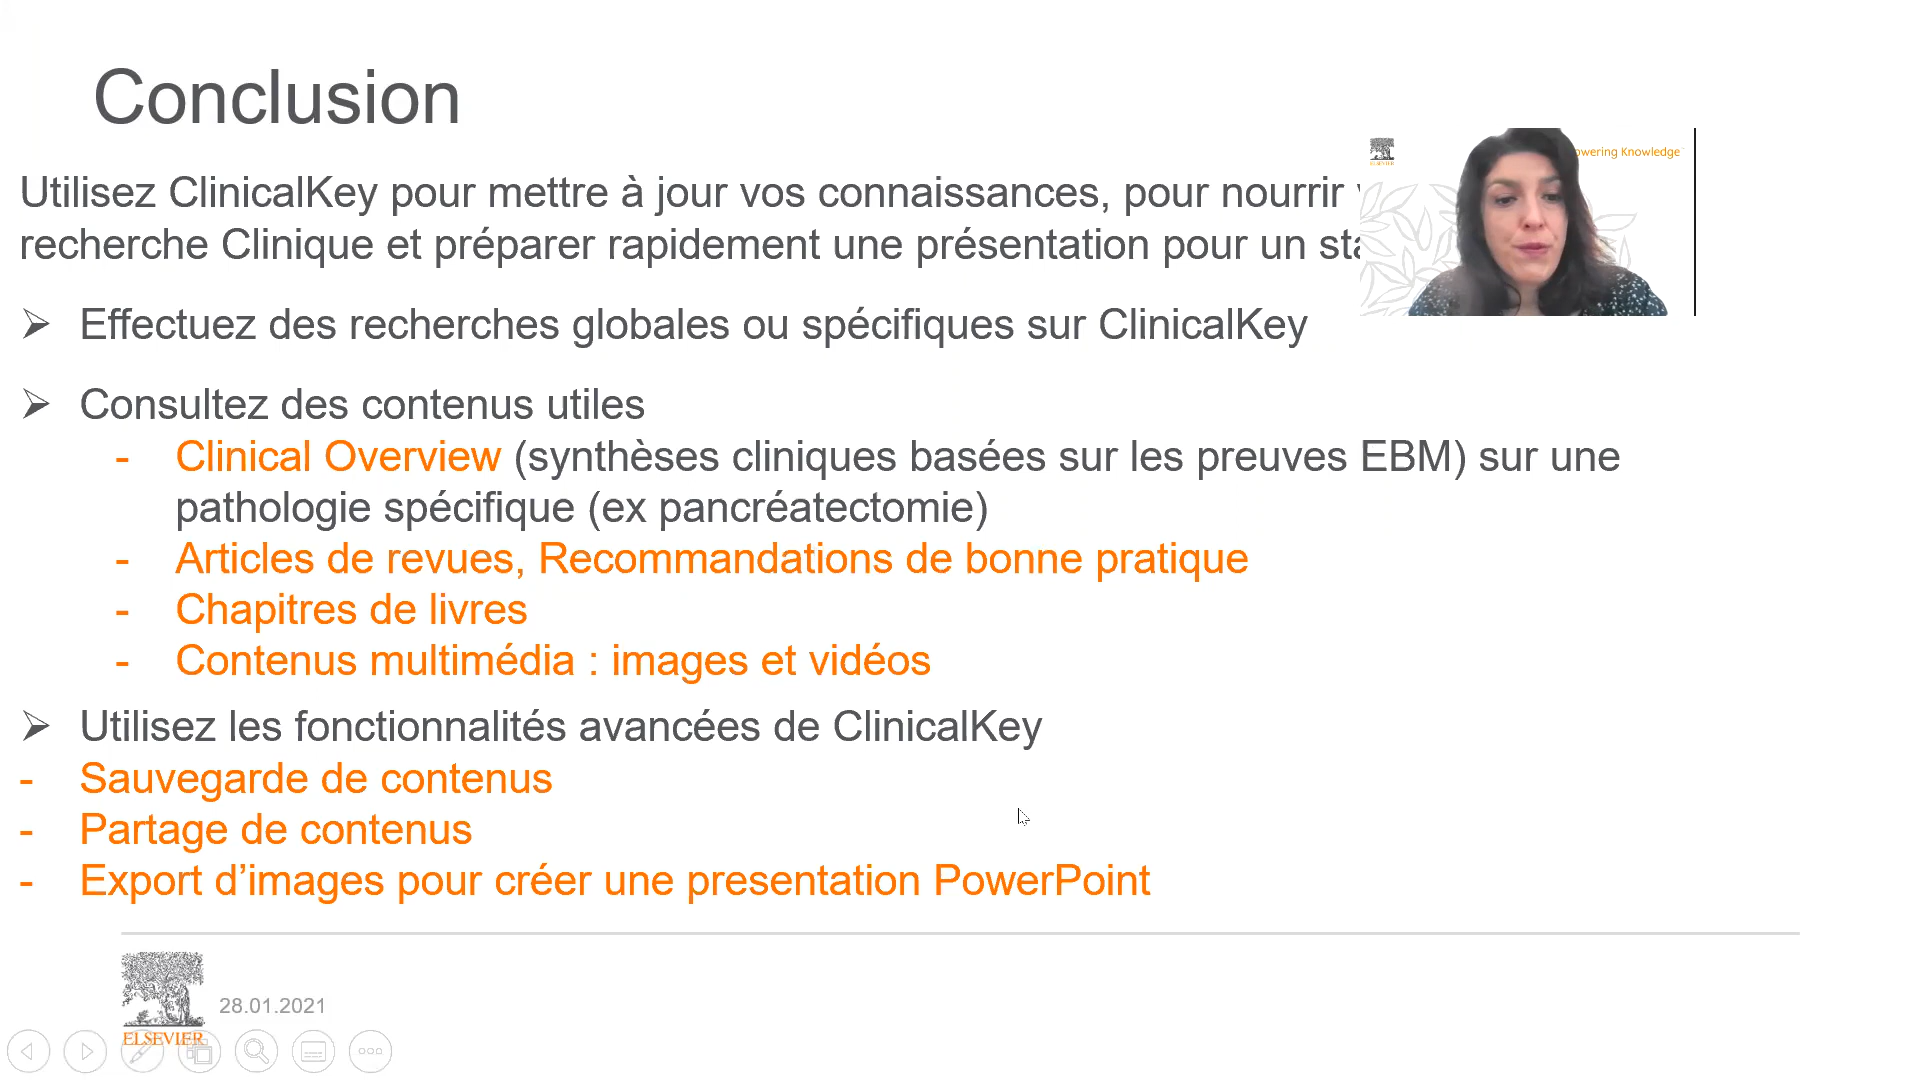 Conclusion
Utilisez ClinicalKey pour mettre à jour vos connaissances, pour nourrir
recherche Clinique et préparer rapidement une présentation pour un
owering Knowledge
➢ Effectuez des recherches globales ou spécifiques sur ClinicalKey
➢ Consultez des contenus utiles
- Clinical Overview (synthèses cliniques basées sur les preuves EBM) sur une
pathologie spécifique (ex pancréatectomie)
- Articles de revues, Recommandations de bonne pratique
- Chapitres de livres
- Contenus multimédia : images et vidéos
➢ Utilisez les fonctionnalités avancées de ClinicalKey
- Sauvegarde de contenus
- Partage de contenus
- Export d’images pour créer une presentation PowerPoint
28.01.2021
ELSEVIER